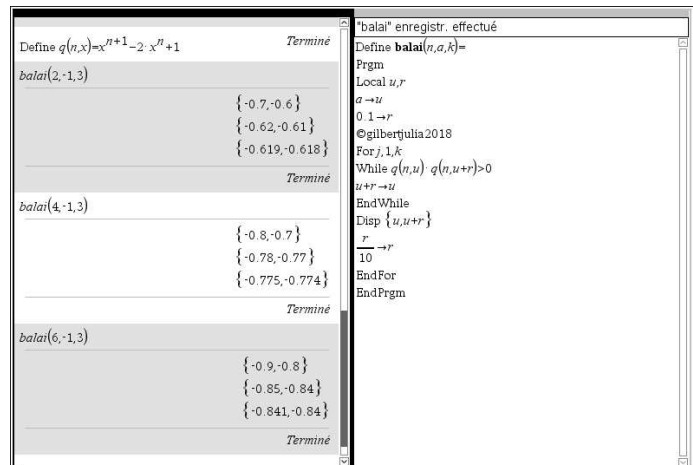 Define q(n,x)=x^{n+1}-2· x^n+1
Terminé
balai(2,-1,3)
{-0.7,-0.6}
{-0.62,-0.61}
{-0.619,-0.618}
Terminé
balai(4,-1,3)
{-0.8,-0.7}
{-0.78,-0.77}
{-0.775,-0.774}
Terminé
balai(6,-1,3)
{-0.9,-0.8}
{-0.85,-0.84}
{-0.841,-0.84}
Terminé
"balai" enregistr. effectué
Define balai(n,a,k)=
Prgm
Local u,r
a→u
0.1→r
©gilbertjulia2018
For j,1,k
While q(n,u)· q(n,u+r)>0
u+r→u
EndWhile
Disp {u,u+r}
r/10→r
EndFor
EndPrgm